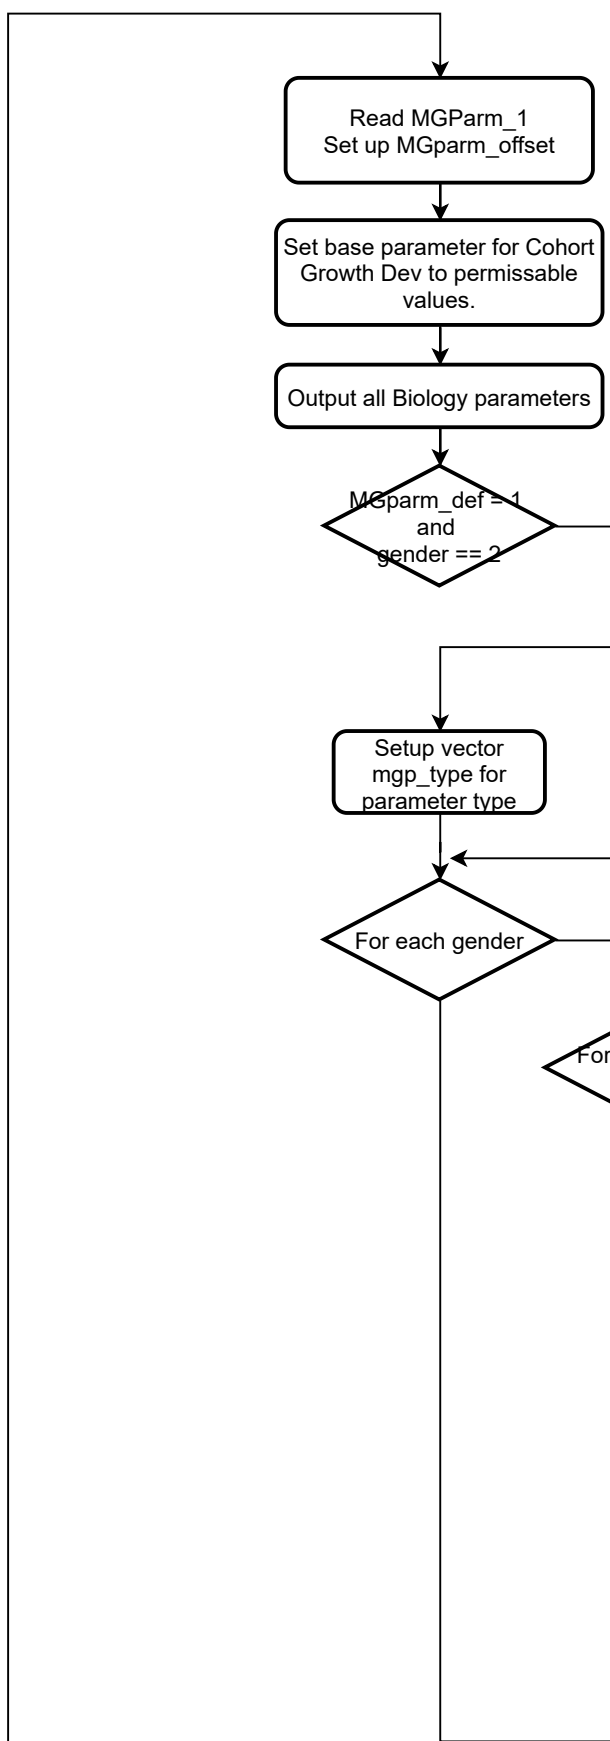 Read MGParm_1
Set up MGparm_offset
Set base parameter for Cohort
Growth Dev to permissable
values.
Output all Biology parameters
MGparm_def = 1
and
gender == 2
Setup vector
mgp_type for
parameter type
For each gender
For